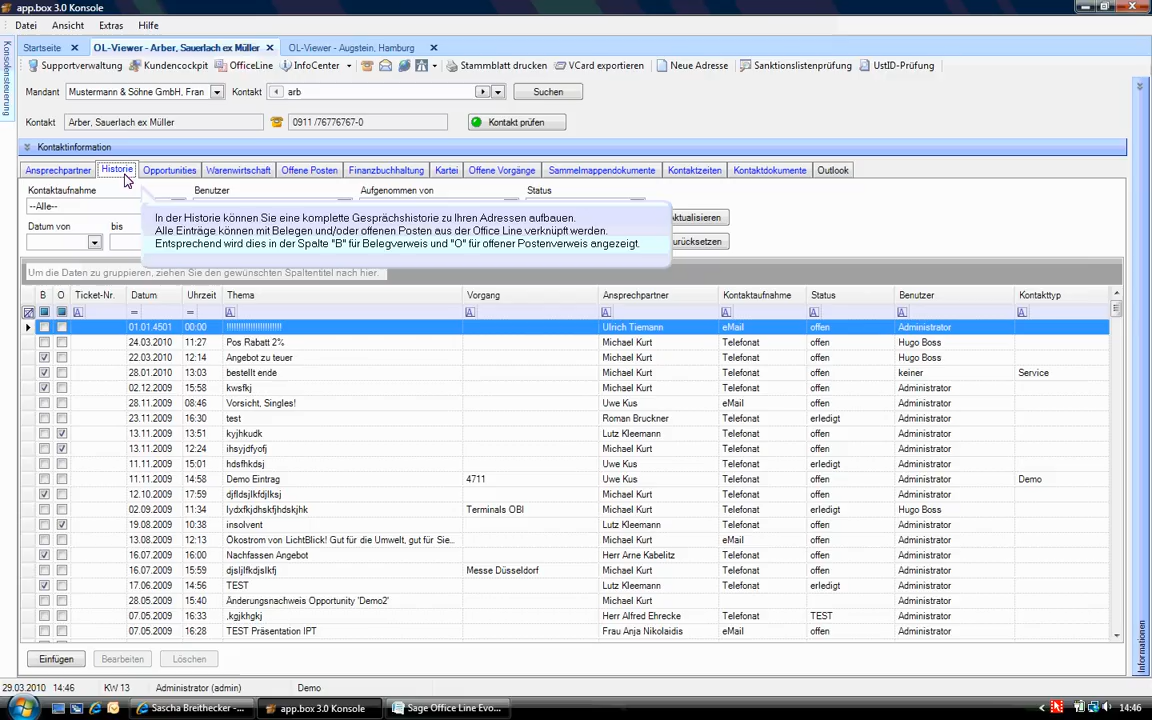 app.box 3.0 Konsole
Datei Ansicht Extras Hilfe
Konsolensteuerung
Startseite OL-Viewer - Arber, Sauerlach ex Müller OL-Viewer - Augstein, Hamburg
Supportverwaltung Kundencockpit OfficeLine InfoCenter Stammblatt drucken VCard exportieren Neue Adresse Sanktionslistenprüfung UstID-Prüfung
Mandant Mustermann & Söhne GmbH, Fran Kontakt arb Suchen
Kontakt Arber, Sauerlach ex Müller 0911 /76776767-0 Kontakt prüfen
Kontaktinformation
Ansprechpartner Historie Opportunities Warenwirtschaft Offene Posten Finanzbuchhaltung Kartei Offene Vorgänge Sammelmappendokumente Kontaktzeiten Kontaktdokumente Outlook
Kontaktaufnahme Benutzer Aufgenommen von Status
--Alle--
Datum von bis
In der Historie können Sie eine komplette Gesprächshistorie zu Ihren Adressen aufbauen.
Alle Einträge können mit Belegen und/oder offenen Posten aus der Office Line verknüpft werden.
Entsprechend wird dies in der Spalte "B" für Belegverweis und "O" für offener Postenverweis angezeigt.
ktualisieren
urücksetzen
Um die Daten zu gruppieren, ziehen Sie den gewünschten Spaltentitel nach hier.
B O Ticket-Nr. Datum Uhrzeit Thema Vorgang Ansprechpartner Kontaktaufnahme Status Benutzer Kontakttyp
= =
01.01.4501 00:00 !!!!!!!!!!!!!!!!!!!!!! Ulrich Tiemann eMail offen Administrator
24.03.2010 11:27 Pos Rabatt 2% Michael Kurt Telefonat offen Hugo Boss
22.03.2010 12:14 Angebot zu teuer Michael Kurt Telefonat offen Hugo Boss
28.01.2010 13:03 bestellt ende Michael Kurt Telefonat offen keiner Service
02.12.2009 15:58 kwsfkj Michael Kurt Telefonat offen Administrator
28.11.2009 08:46 Vorsicht, Singles! Uwe Kus eMail offen Administrator
23.11.2009 16:30 test Roman Bruckner Telefonat erledigt Administrator
13.11.2009 13:51 kyjhkudk Lutz Kleemann Telefonat offen Administrator
13.11.2009 12:24 ihsyjdfyofj Michael Kurt Telefonat offen Administrator
11.11.2009 15:01 hdsfhkdsj Uwe Kus Telefonat erledigt Administrator
11.11.2009 14:58 Demo Eintrag 4711 Uwe Kus Telefonat offen Administrator Demo
12.10.2009 17:59 djfldsjlkfdjlksj Michael Kurt Telefonat offen Administrator
02.09.2009 11:34 lydxfkjdhskfjhdskjhk Terminals OBI Michael Kurt Telefonat erledigt Hugo Boss
19.08.2009 10:38 insolvent Lutz Kleemann Telefonat offen Administrator
13.08.2009 12:13 Ökostrom von LichtBlick! Gut für die Umwelt, gut für Sie... Michael Kurt eMail offen Administrator
16.07.2009 16:00 Nachfassen Angebot Herr Arne Kabelitz Telefonat offen Administrator
16.07.2009 15:59 djsljlfkdjslkfj Messe Düsseldorf Michael Kurt Telefonat offen Administrator
17.06.2009 14:56 TEST Lutz Kleemann Telefonat erledigt Administrator
28.05.2009 15:40 Änderungsnachweis Opportunity 'Demo2' Michael Kurt Administrator
07.05.2009 16:33 .kgjkhgkj Herr Alfred Ehrecke Telefonat TEST Administrator
07.05.2009 16:28 TEST Präsentation IPT Frau Anja Nikolaidis eMail offen Administrator
Einfügen Bearbeiten Löschen
Informationen
29.03.2010 14:46 KW 13 Administrator (admin) Demo
Sascha Breithecker -... app.box 3.0 Konsole Sage Office Line Evo... 14:46